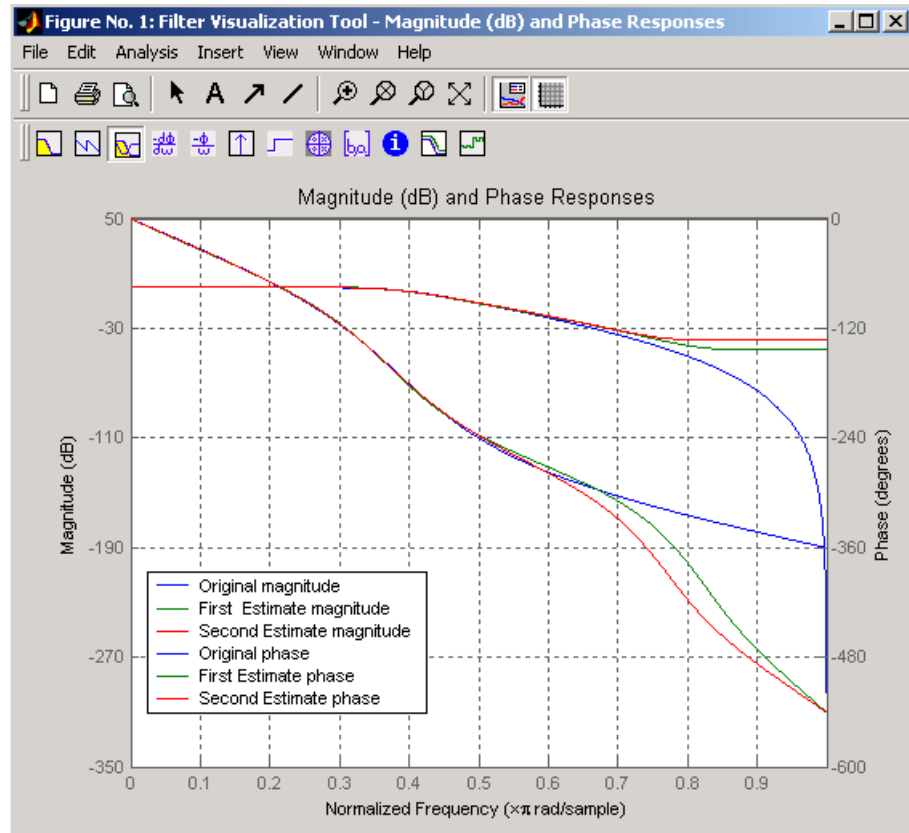 Figure No. 1: Filter Visualization Tool - Magnitude (dB) and Phase Responses
File Edit Analysis Insert View Window Help
A
-dΦ
dω
-Φ
ω
[b,a]
i
Magnitude (dB) and Phase Responses
50
-30
-110
-190
-270
-350
Magnitude (dB)
0
-120
-240
-360
-480
-600
Phase (degrees)
Original magnitude
First Estimate magnitude
Second Estimate magnitude
Original phase
First Estimate phase
Second Estimate phase
0 0.1 0.2 0.3 0.4 0.5 0.6 0.7 0.8 0.9
Normalized Frequency (×π rad/sample)